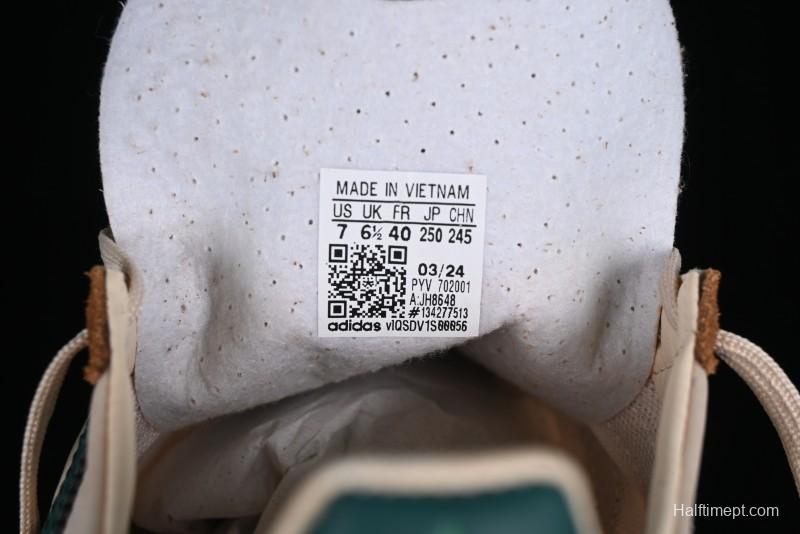 MADE IN VIETNAM
US UK FR JP CHN
7 6½ 40 250 245
03/24
PYV 702001
A:JH8648
#134277513
adidas vIQSDV1S00056
Halftimept.com